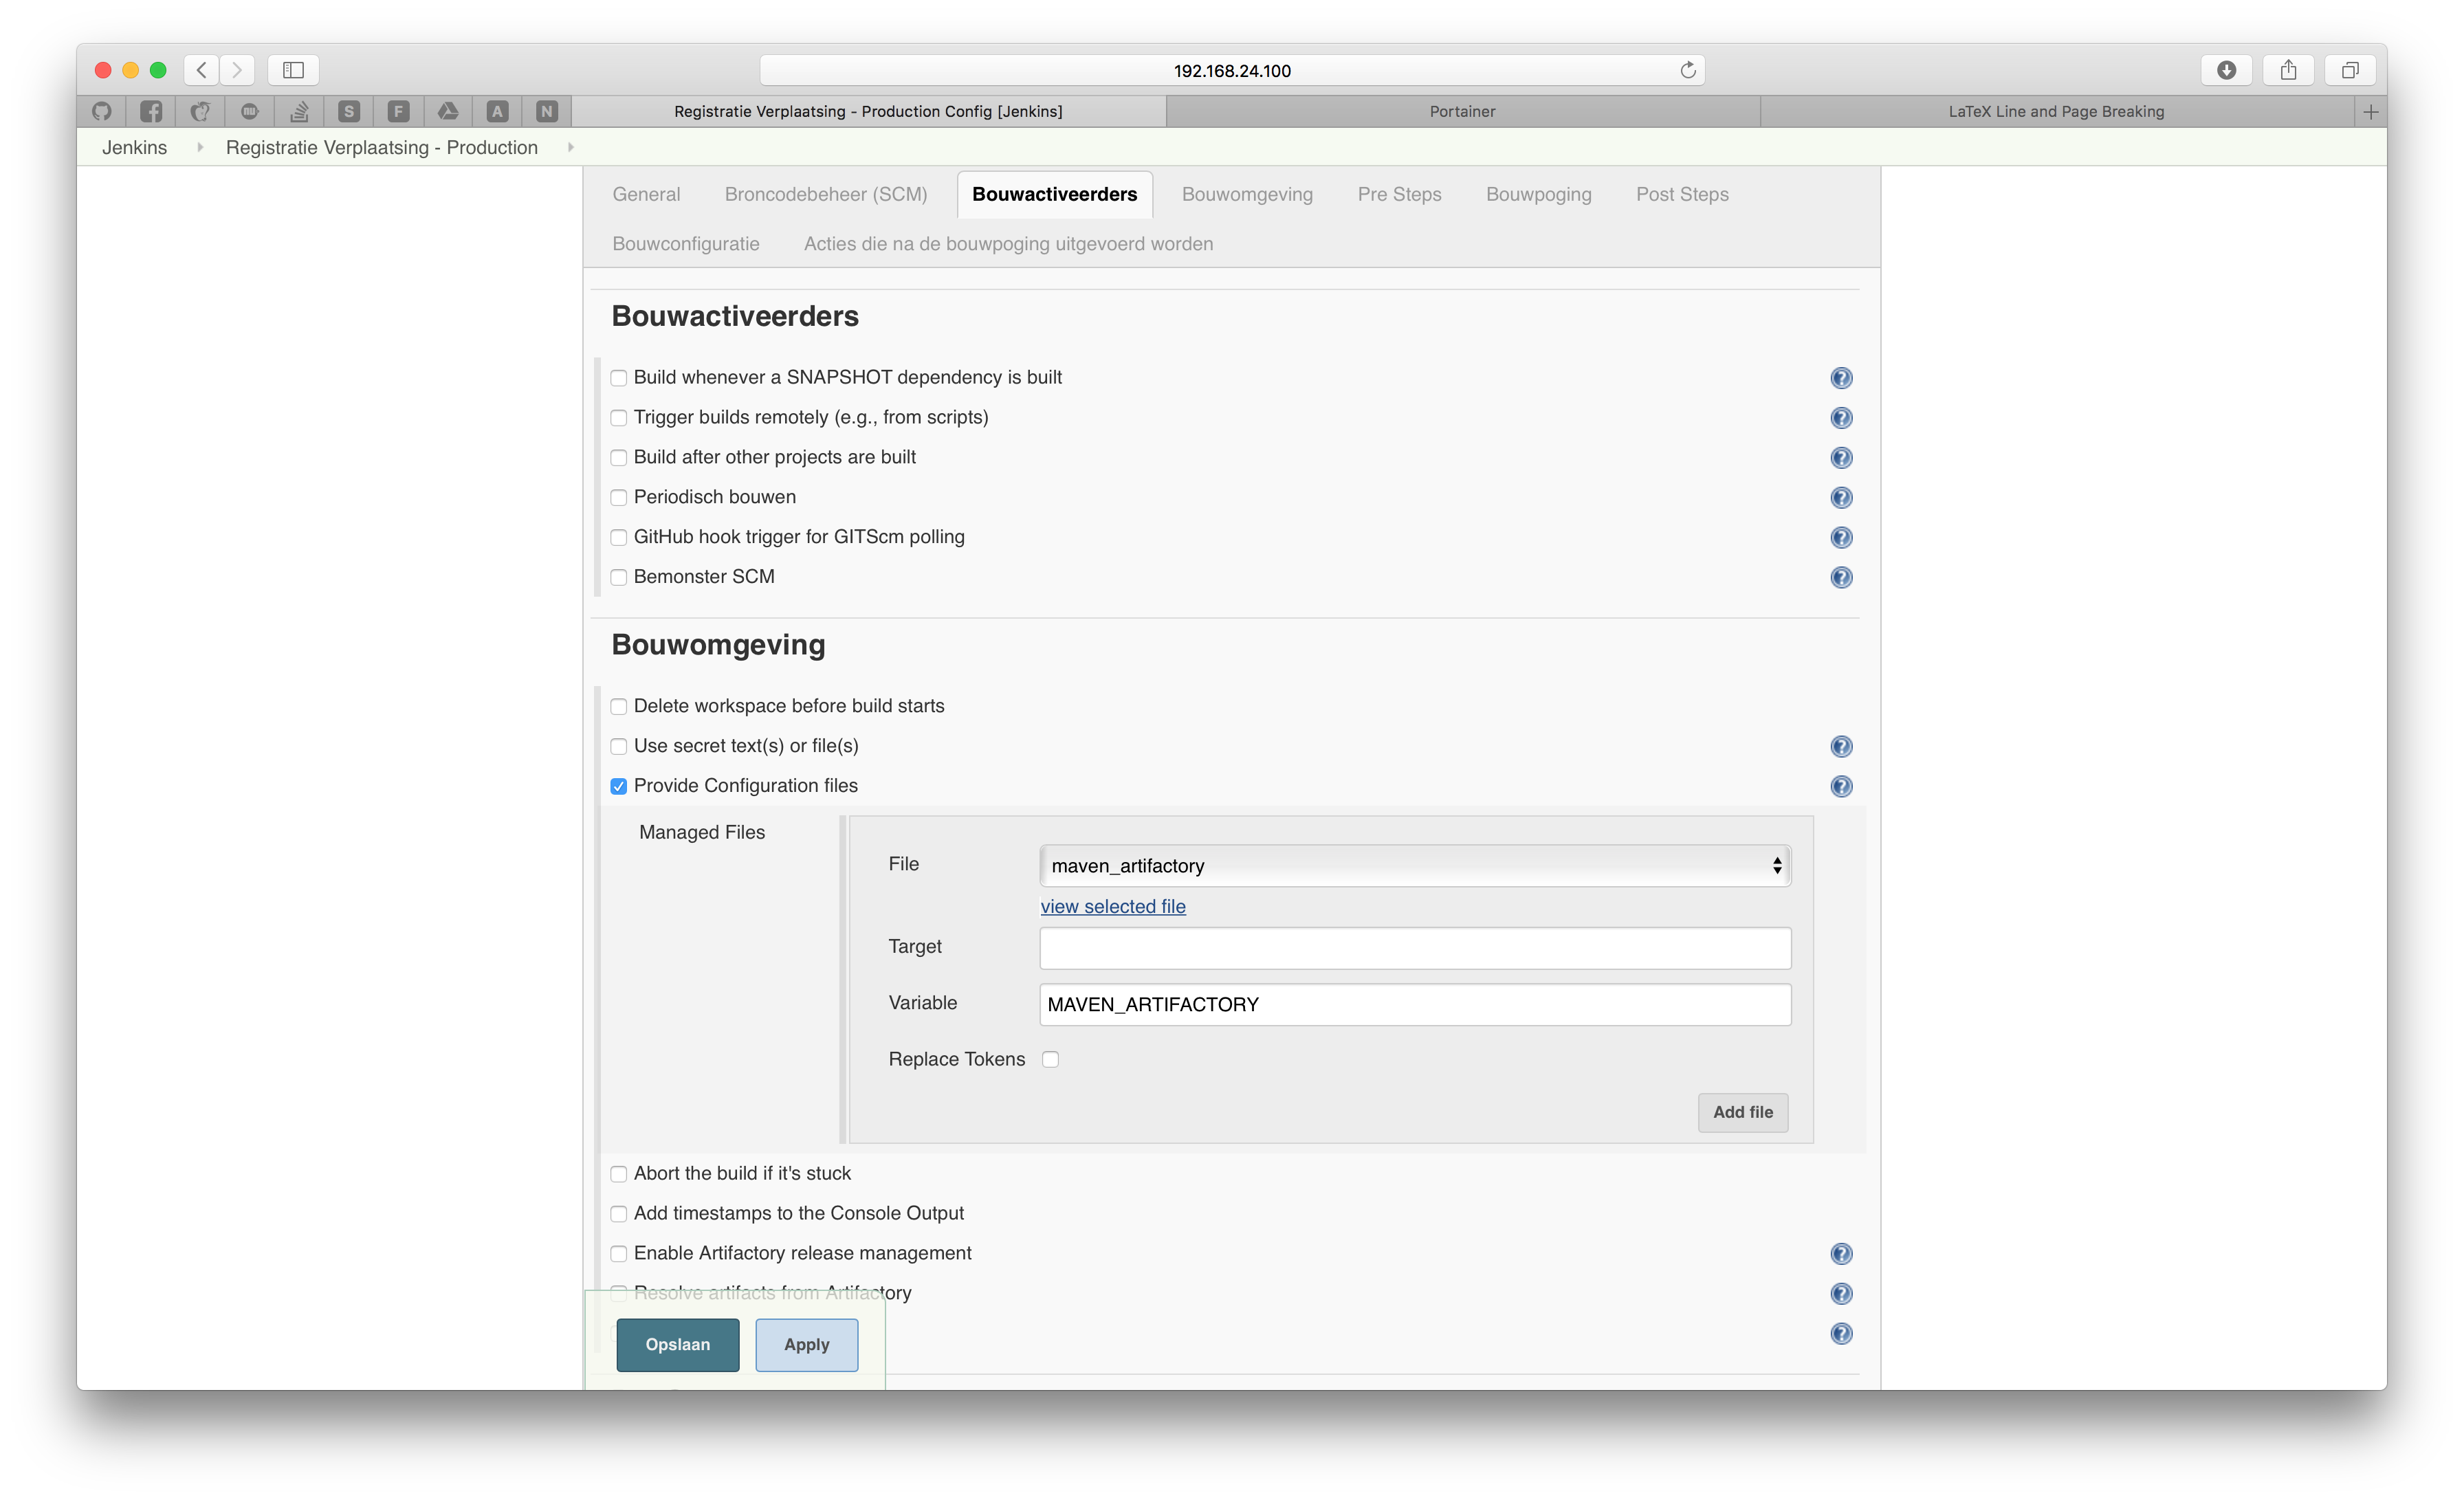 192.168.24.100
S F A N
Registratie Verplaatsing - Production Config [Jenkins]
Portainer
LaTeX Line and Page Breaking
Jenkins
Registratie Verplaatsing - Production
General Broncodebeheer (SCM) Bouwactiveerders Bouwomgeving Pre Steps Bouwpoging Post Steps
Bouwconfiguratie Acties die na de bouwpoging uitgevoerd worden
Bouwactiveerders
Build whenever a SNAPSHOT dependency is built
Trigger builds remotely (e.g., from scripts)
Build after other projects are built
Periodisch bouwen
GitHub hook trigger for GITScm polling
Bemonster SCM
Bouwomgeving
Delete workspace before build starts
Use secret text(s) or file(s)
Provide Configuration files
Managed Files
File
maven_artifactory
view selected file
Target
Variable
MAVEN_ARTIFACTORY
Replace Tokens
Add file
Abort the build if it's stuck
Add timestamps to the Console Output
Enable Artifactory release management
Resolve artifacts from Artifactory
Opslaan
Apply